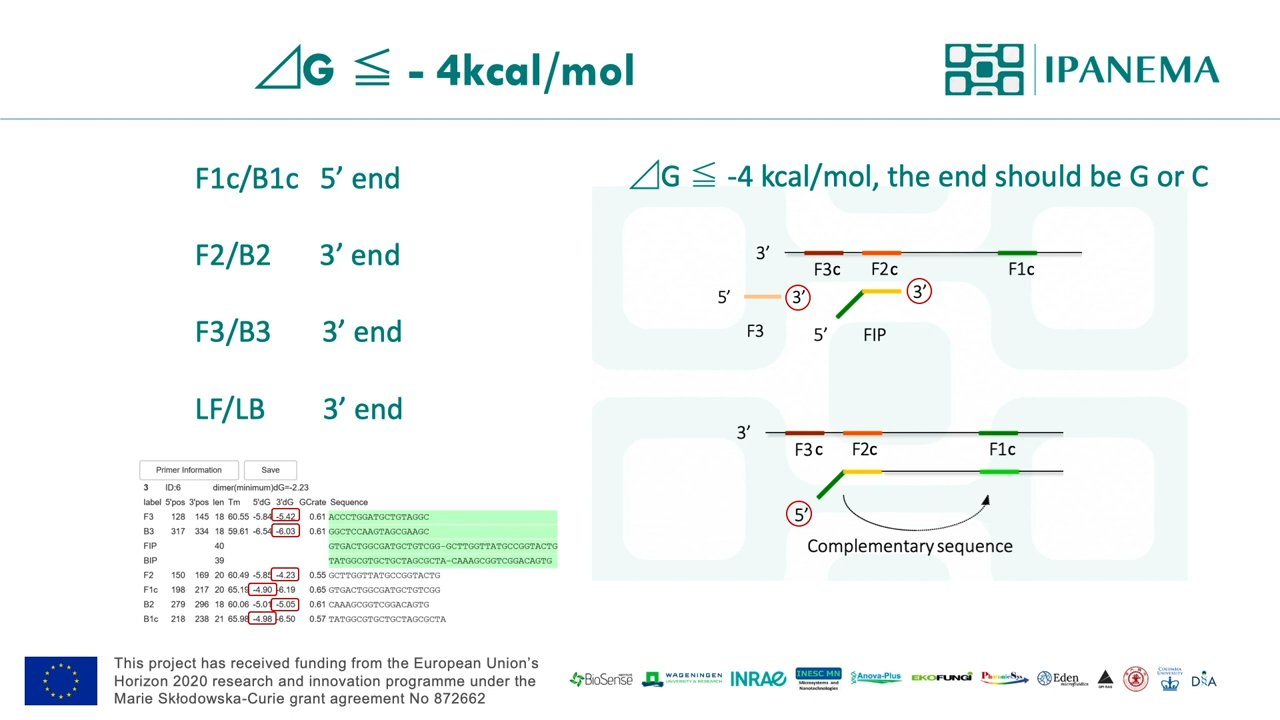 ⊿G ≦ - 4kcal/mol
IPANEMA
F1c/B1c 5’ end
F2/B2 3’ end
F3/B3 3’ end
LF/LB 3’ end
⊿G ≦ -4 kcal/mol, the end should be G or C
3’
F3c F2c F1c
5’ 3’ 3’
F3 5’ FIP
3’
F3c F2c F1c
5’
Complementary sequence
Primer Information Save
3 ID:6 dimer(minimum)dG=-2.23
label 5'pos 3'pos len Tm 5'dG 3'dG GCrate Sequence
F3 128 145 18 60.55 -5.84 -5.42 0.61 ACCCTGGATGCTGTAGGC
B3 317 334 18 59.61 -6.54 -6.03 0.61 GGCTCCAAGTAGCGAAGC
FIP 40 GTGACTGGCGATGCTGTCGG-GCTTGGTTATGCCGGTACTG
BIP 39 TATGGCGTGCTGCTAGCGCTA-CAAAGCGGTCGGACAGTG
F2 150 169 20 60.49 -5.85 -4.23 0.55 GCTTGGTTATGCCGGTACTG
F1c 198 217 20 65.19 -4.90 -6.19 0.65 GTGACTGGCGATGCTGTCGG
B2 279 296 18 60.06 -5.01 -5.05 0.61 CAAAGCGGTCGGACAGTG
B1c 218 238 21 65.98 -4.98 -6.50 0.57 TATGGCGTGCTGCTAGCGCTA
This project has received funding from the European Union’s
Horizon 2020 research and innovation programme under the
Marie Skłodowska-Curie grant agreement No 872662
BioSense WAGENINGEN INRAE INESC MN Anova-Plus EKOFUNGI PhotonicSys Eden DNA
UNIVERSITY & RESEARCH
Microsystems and
Nanotechnologies
microfluidics